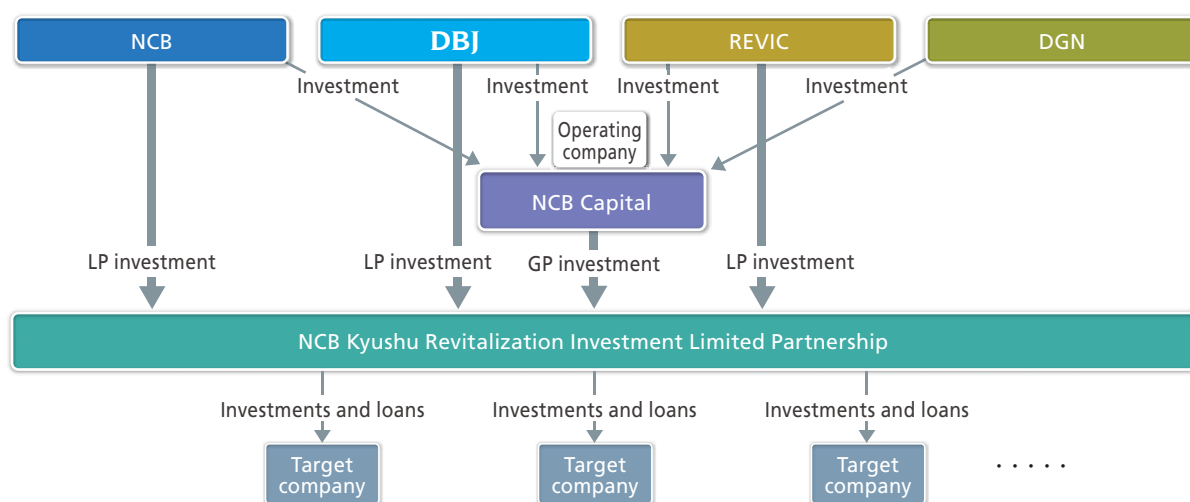 NCB
DBJ
REVIC
DGN
Investment
Investment
Investment
Investment
Operating
company
NCB Capital
LP investment
LP investment
GP investment
LP investment
NCB Kyushu Revitalization Investment Limited Partnership
Investments and loans
Investments and loans
Investments and loans
Target
company
Target
company
Target
company
.....